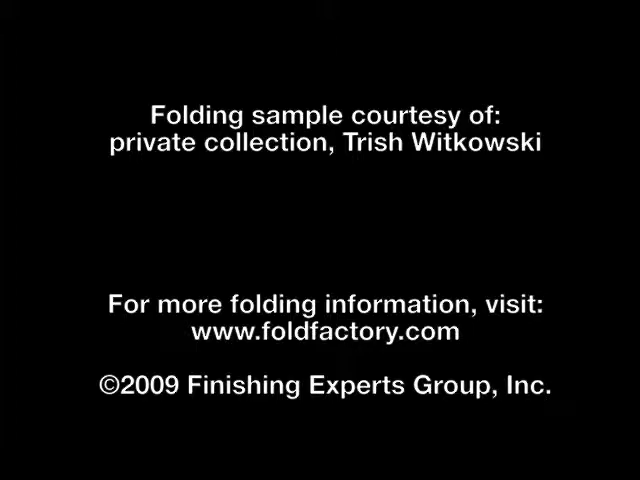 Folding sample courtesy of:
private collection, Trish Witkowski
For more folding information, visit:
www.foldfactory.com
©2009 Finishing Experts Group, Inc.